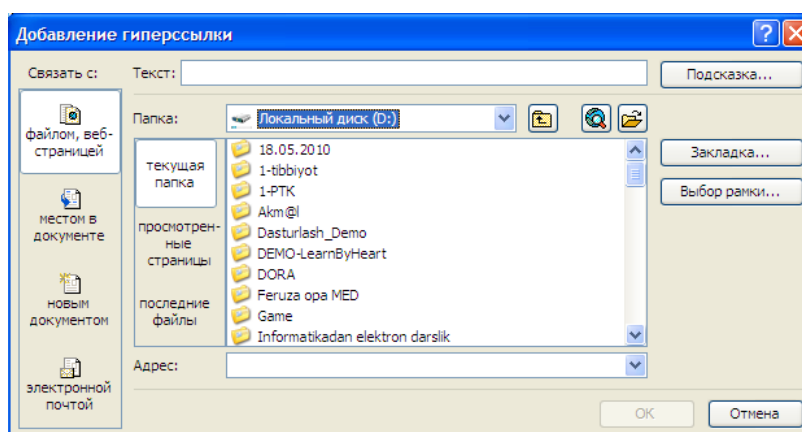 Добавление гиперссылки
Связать с:
Текст:
Подсказка...
файлом, веб-
страницей
Папка:
Локальный диск (D:)
текущая
папка
18.05.2010
1-tibbiyot
1-PTK
Akm@l
Dasturlash_Demo
DEMO-LearnByHeart
DORA
Feruza opa MED
Game
Informatikadan elektron darslik
Закладка...
Выбор рамки...
местом в
документе
просмотрен-
ные
страницы
новым
документом
последние
файлы
Адрес:
электронной
почтой
ОК
Отмена